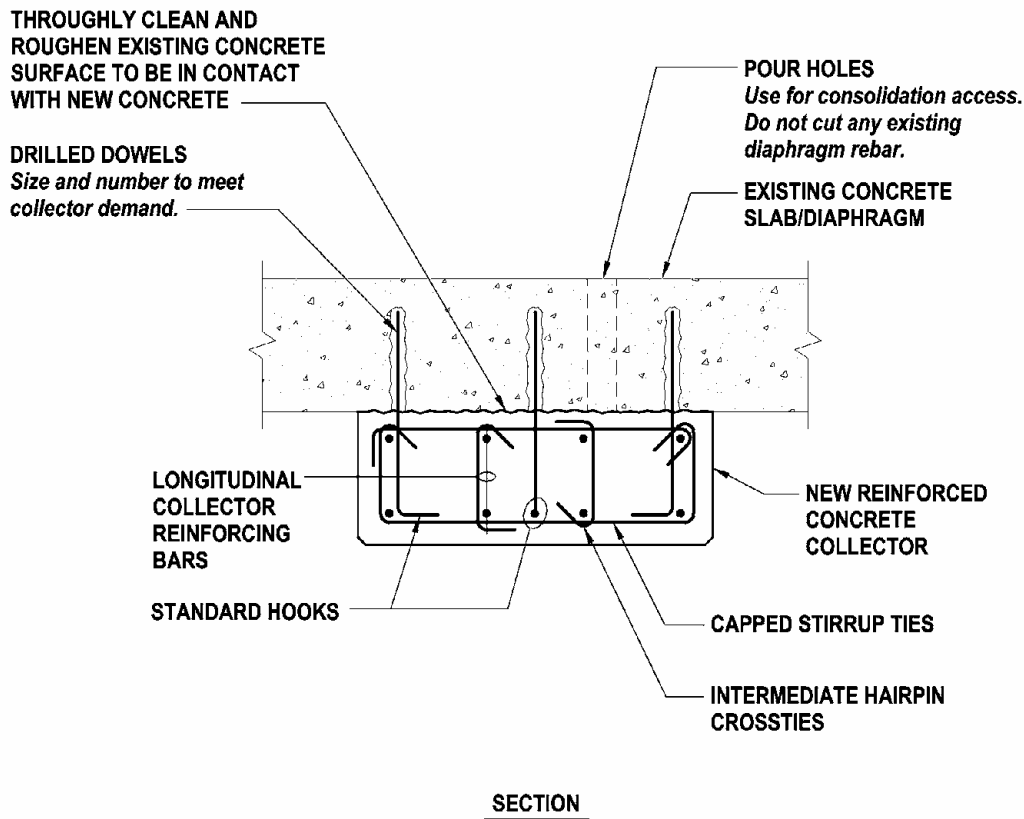 THROUGHLY CLEAN AND
ROUGHEN EXISTING CONCRETE
SURFACE TO BE IN CONTACT
WITH NEW CONCRETE
DRILLED DOWELS
Size and number to meet
collector demand.
POUR HOLES
Use for consolidation access.
Do not cut any existing
diaphragm rebar.
EXISTING CONCRETE
SLAB/DIAPHRAGM
LONGITUDINAL
COLLECTOR
REINFORCING
BARS
STANDARD HOOKS
NEW REINFORCED
CONCRETE
COLLECTOR
CAPPED STIRRUP TIES
INTERMEDIATE HAIRPIN
CROSSTIES
SECTION